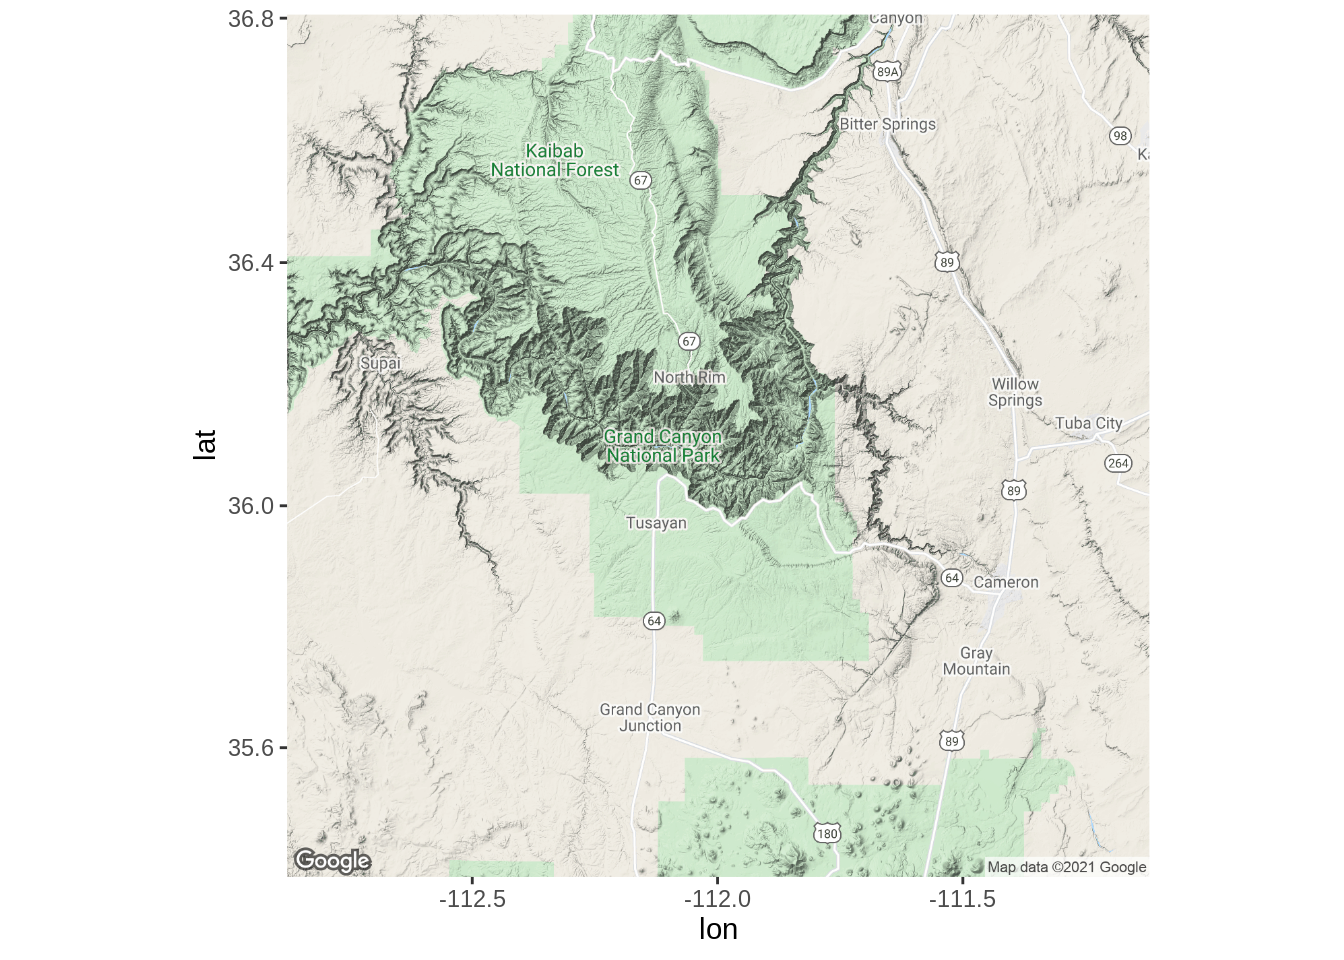 36.8
36.4
36.0
35.6
lat
Canyon
89A
Bitter Springs
98
Kaibab
National Forest
67
89
67
Supai
North Rim
Willow
Springs
Tuba City
Grand Canyon
National Park
264
89
Tusayan
64
Cameron
64
Gray
Mountain
Grand Canyon
Junction
89
180
Google
Map data ©2021 Google
-112.5
-112.0
-111.5
lon